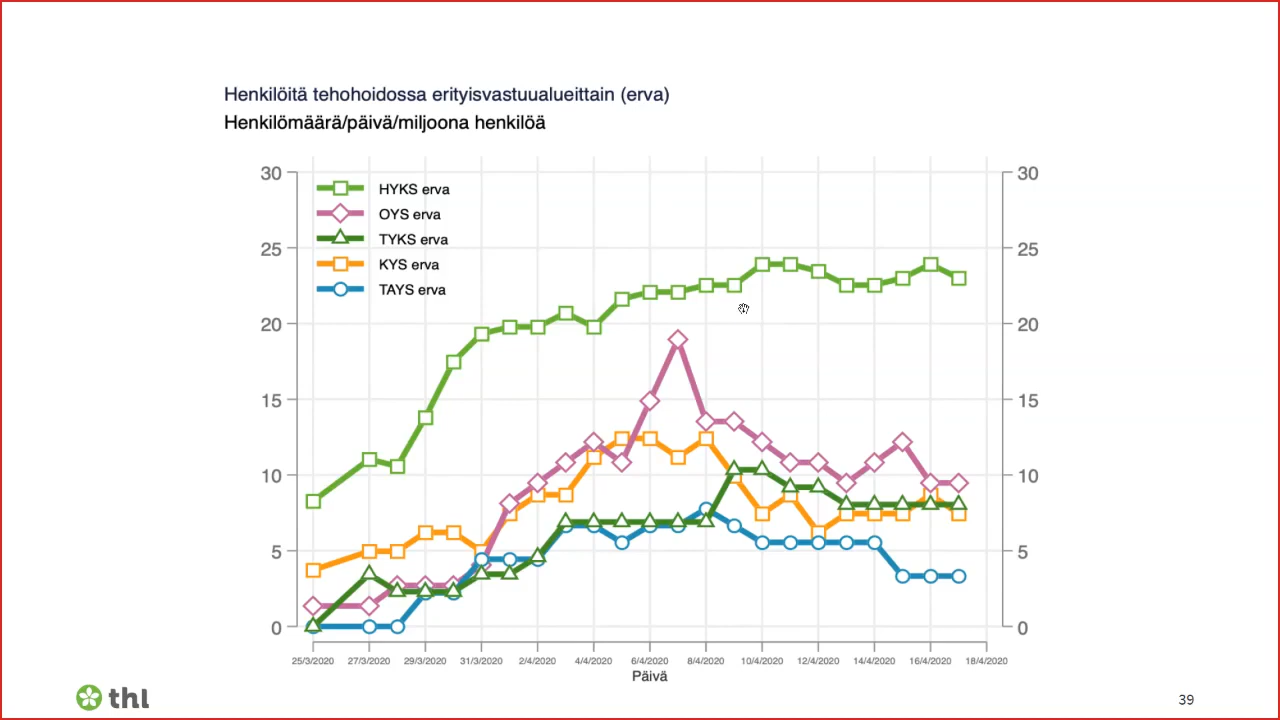 Henkilöitä tehohoidossa erityisvastuualueittain (erva)
Henkilömäärä/päivä/miljoona henkilöä
30 30
HYKS erva
OYS erva
TYKS erva
KYS erva
TAYS erva
25 25
20 20
15 15
10 10
5 5
0 0
25/3/2020 27/3/2020 29/3/2020 31/3/2020 2/4/2020 4/4/2020 6/4/2020 8/4/2020 10/4/2020 12/4/2020 14/4/2020 16/4/2020 18/4/2020
Päivä
thl
39